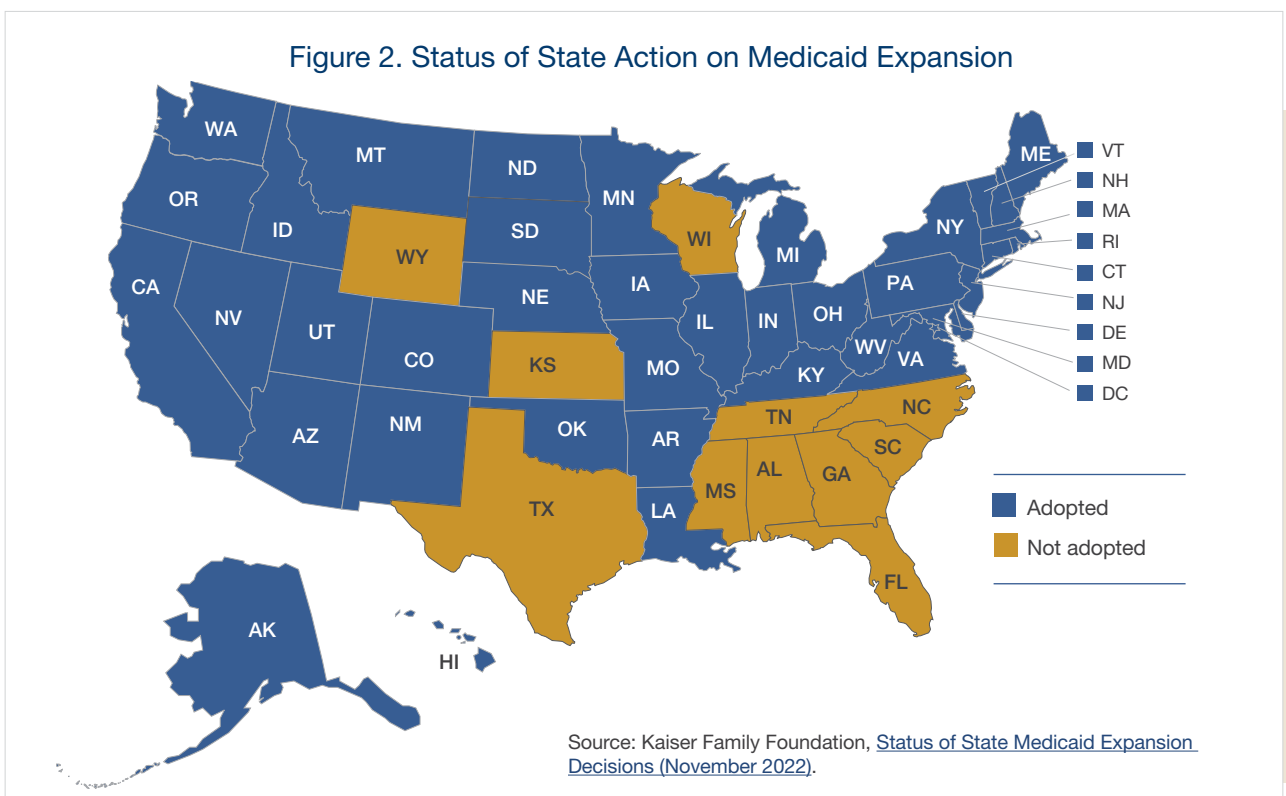 Figure 2. Status of State Action on Medicaid Expansion
WA
MT
ND
MN
ME
VT
NH
MA
RI
CT
NJ
DE
MD
DC
OR
ID
SD
WI
NY
WY
MI
CA
NV
UT
NE
IA
PA
CO
KS
IL
IN
OH
MO
WV
VA
KY
AZ
NM
OK
AR
TN
NC
SC
TX
LA
MS
AL
GA
FL
Adopted
Not adopted
AK
HI
Source: Kaiser Family Foundation, Status of State Medicaid Expansion
Decisions (November 2022).